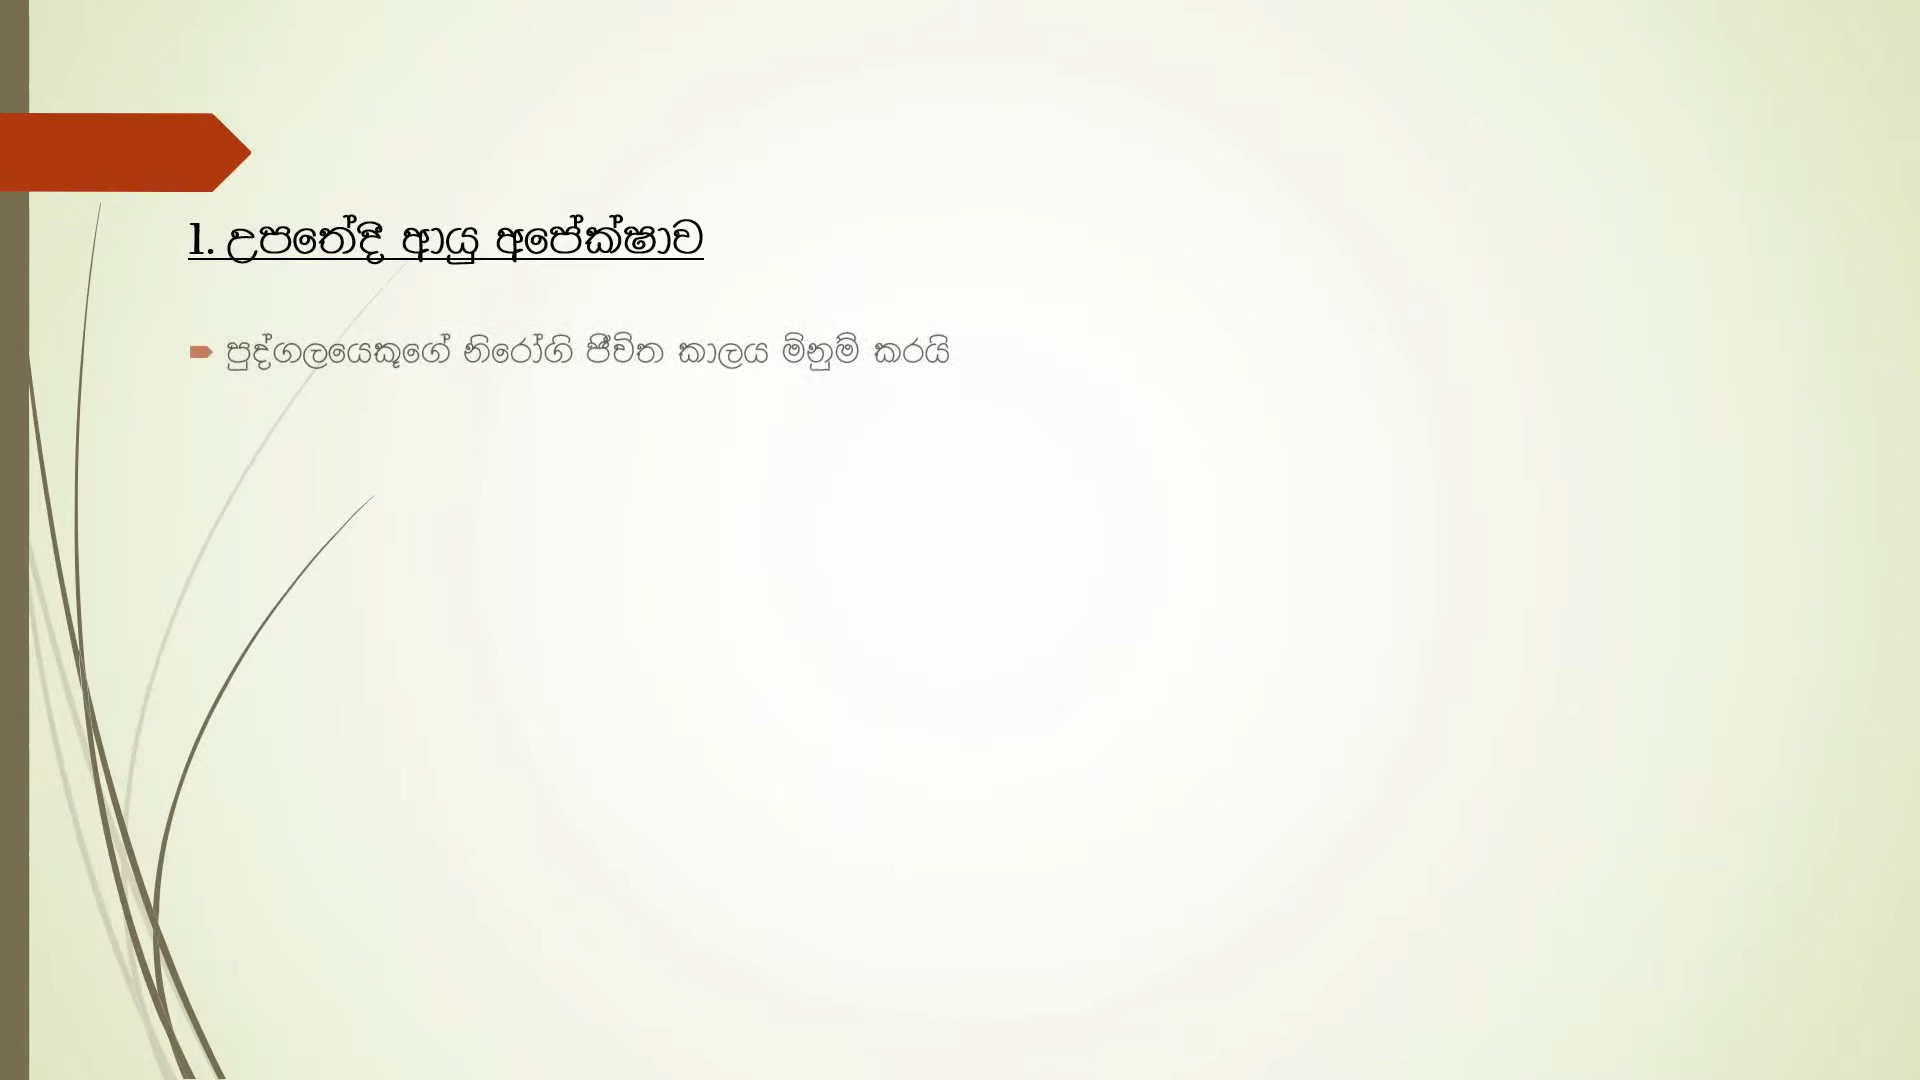 1. උපතේදී ආයු අපේක්ෂාව
පුද්ගලයෙකුගේ නිරෝගි ජීවිත කාලය මිනුම් කරයි